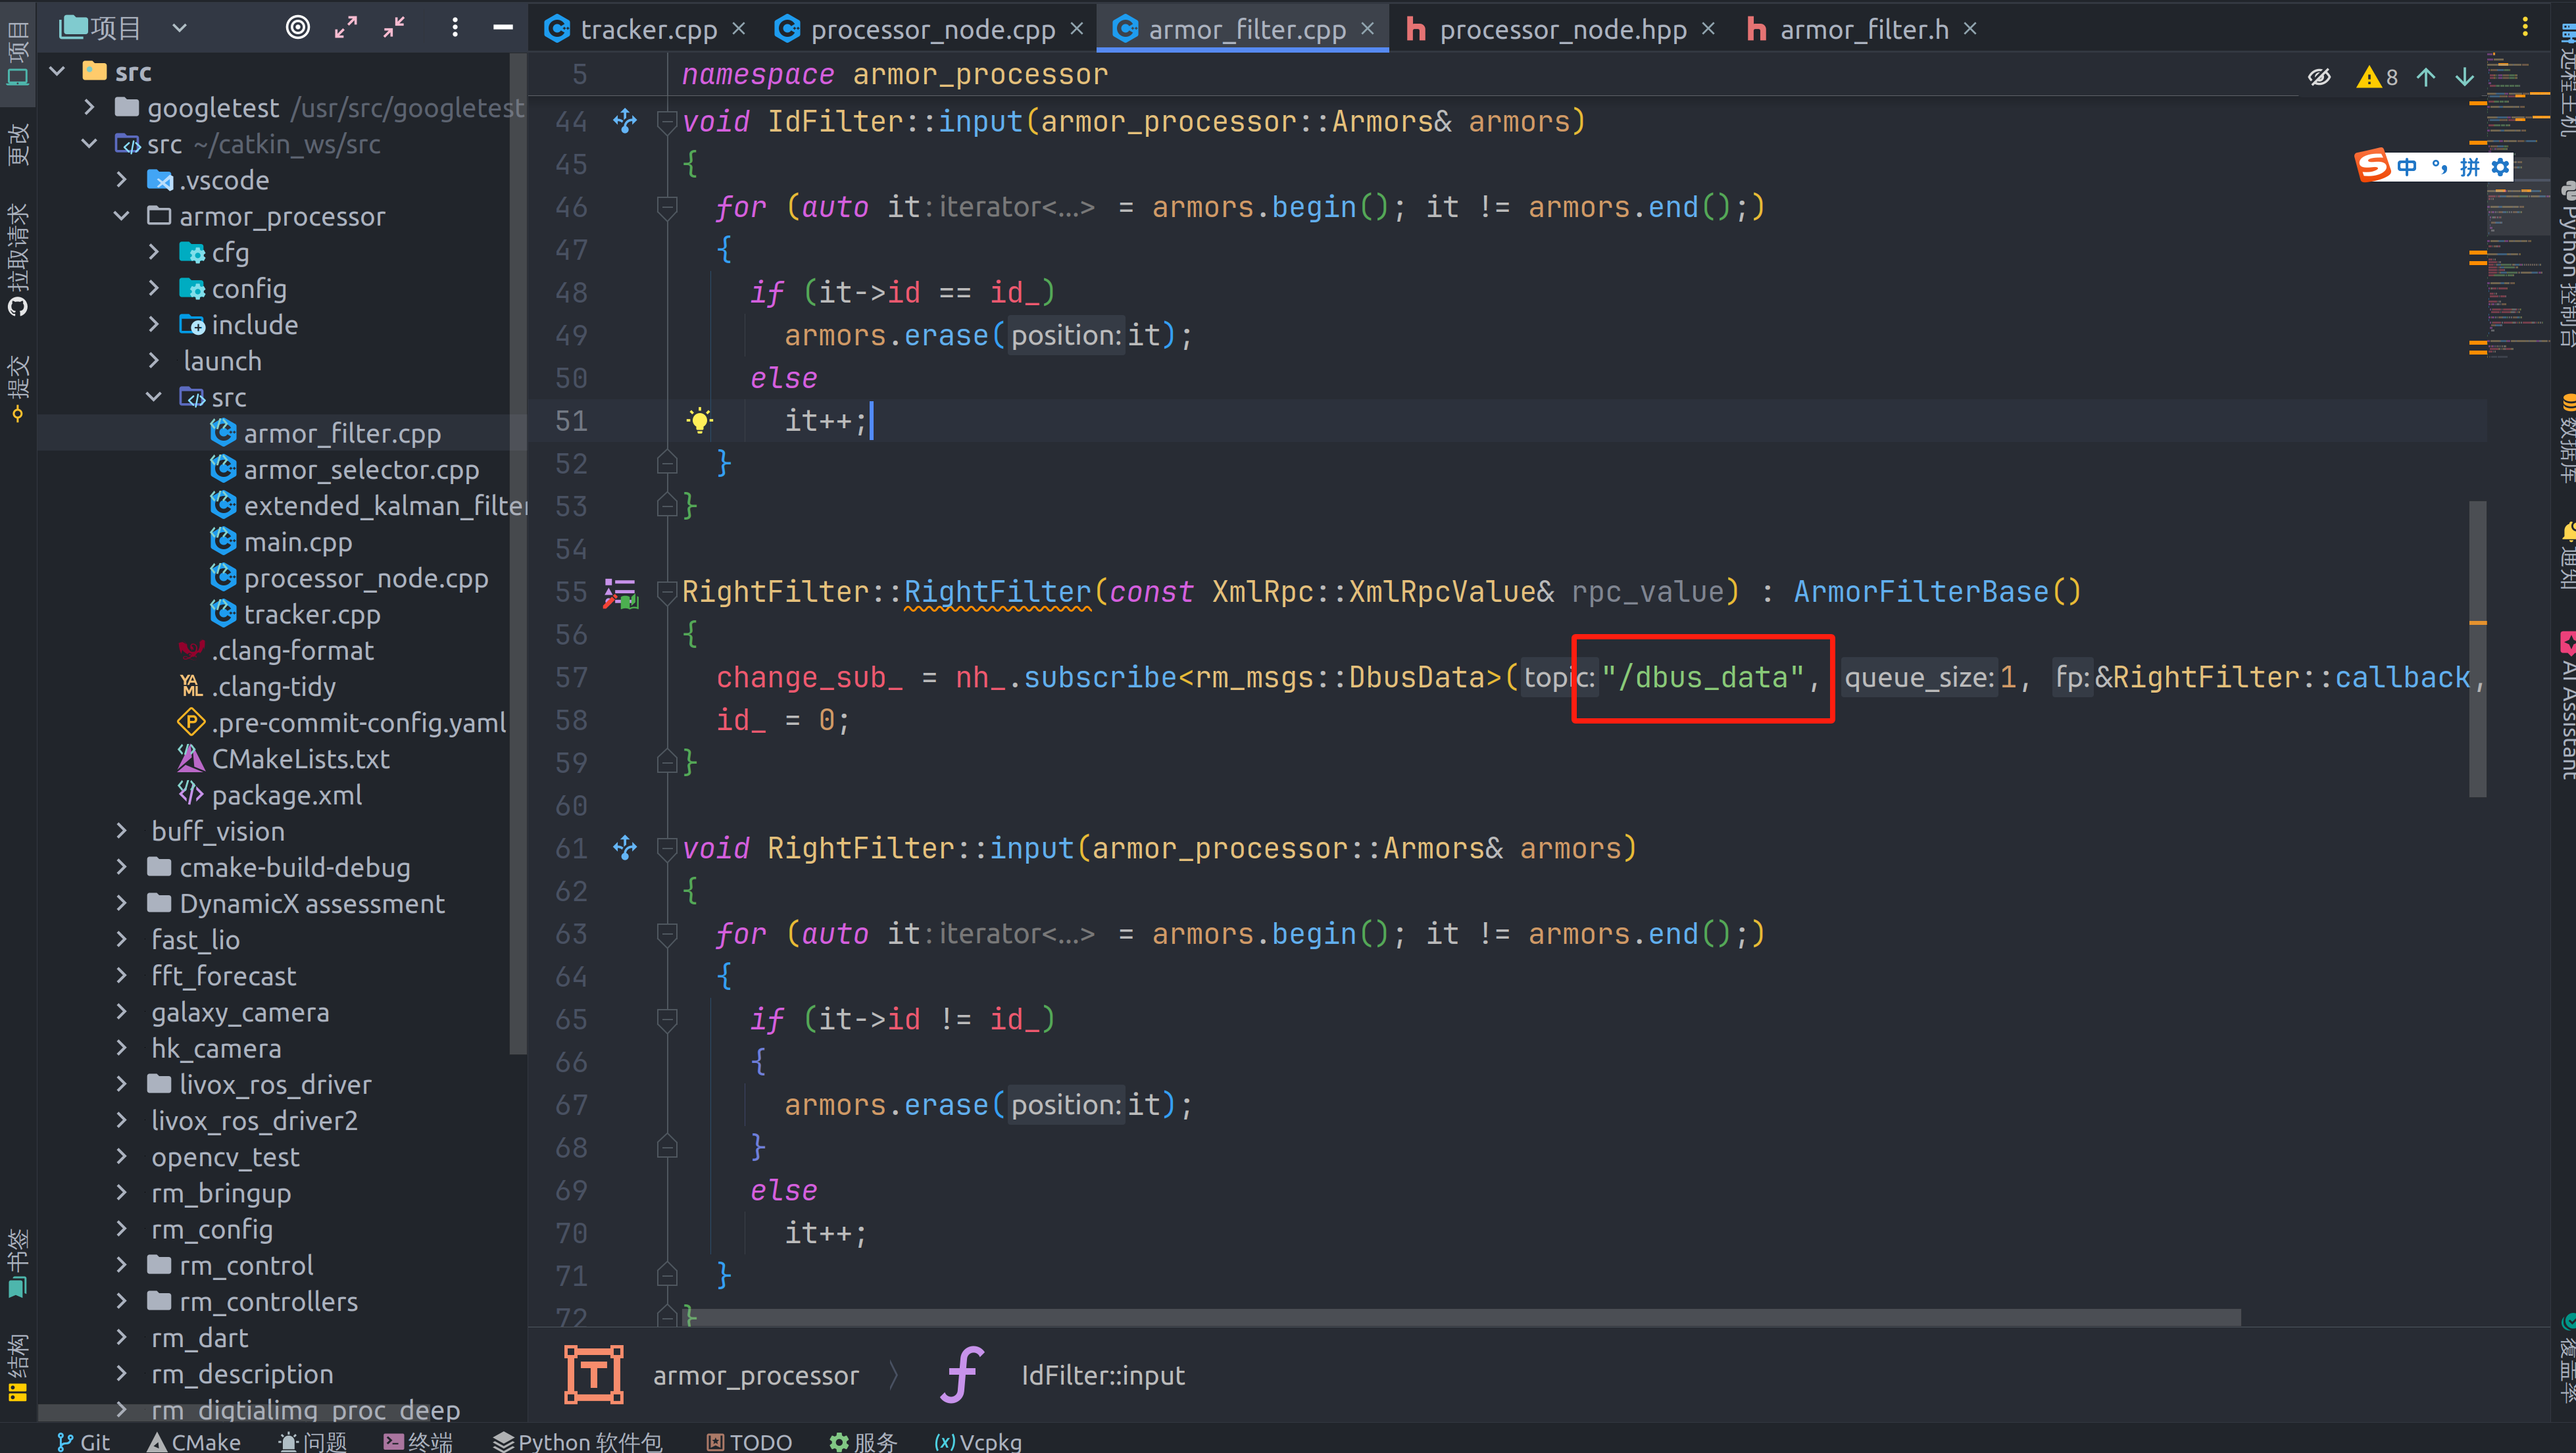 项目
tracker.cpp
processor_node.cpp
armor_filter.cpp
processor_node.hpp
armor_filter.h
项目
更改
拉取请求
提交
书签
结构
src
googletest /usr/src/googletest
src ~/catkin_ws/src
.vscode
armor_processor
cfg
config
include
launch
src
armor_filter.cpp
armor_selector.cpp
extended_kalman_filter
main.cpp
processor_node.cpp
tracker.cpp
.clang-format
.clang-tidy
.pre-commit-config.yaml
CMakeLists.txt
package.xml
buff_vision
cmake-build-debug
DynamicX assessment
fast_lio
fft_forecast
galaxy_camera
hk_camera
livox_ros_driver
livox_ros_driver2
opencv_test
rm_bringup
rm_config
rm_control
rm_controllers
rm_dart
rm_description
rm_digtialimg_proc_deep
5 namespace armor_processor
8
44 void IdFilter::input(armor_processor::Armors& armors)
45 {
46 for (auto it: iterator<...> = armors.begin(); it != armors.end();)
47 {
48 if (it->id == id_)
49 armors.erase( position: it);
50 else
51 it++;
52 }
53 }
54
55 RightFilter::RightFilter(const XmlRpc::XmlRpcValue& rpc_value) : ArmorFilterBase()
56 {
57 change_sub_ = nh_.subscribe<rm_msgs::DbusData>( topic: "/dbus_data", queue_size: 1, fp: &RightFilter::callback,
58 id_ = 0;
59 }
60
61 void RightFilter::input(armor_processor::Armors& armors)
62 {
63 for (auto it: iterator<...> = armors.begin(); it != armors.end();)
64 {
65 if (it->id != id_)
66 {
67 armors.erase( position: it);
68 }
69 else
70 it++;
71 }
72 }
S 中 °, 拼
远程主机
Python 控制台
数据库
通知
AI Assistant
覆盖率
armor_processor 〉 IdFilter::input
Git
CMake
问题
终端
Python 软件包
TODO
服务
(x) Vcpkg